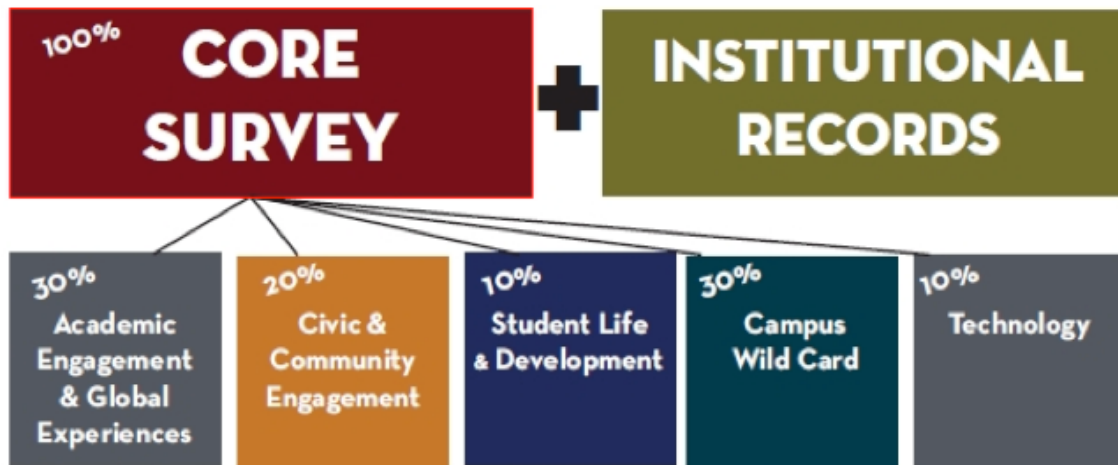 100%
CORE
SURVEY
INSTITUTIONAL
RECORDS
30%
Academic
Engagement
& Global
Experiences
20%
Civic &
Community
Engagement
10%
Student Life
& Development
30%
Campus
Wild Card
10%
Technology